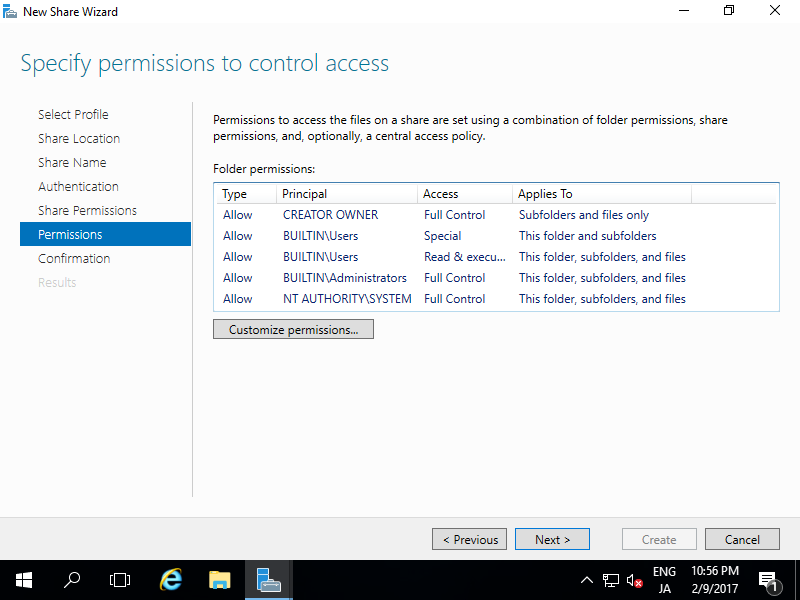 New Share Wizard
Specify permissions to control access
Select Profile
Share Location
Share Name
Authentication
Share Permissions
Permissions
Confirmation
Results
Permissions to access the files on a share are set using a combination of folder permissions, share
permissions, and, optionally, a central access policy.
Folder permissions:
Type Principal Access Applies To
Allow CREATOR OWNER Full Control Subfolders and files only
Allow BUILTIN\Users Special This folder and subfolders
Allow BUILTIN\Users Read & execu... This folder, subfolders, and files
Allow BUILTIN\Administrators Full Control This folder, subfolders, and files
Allow NT AUTHORITY\SYSTEM Full Control This folder, subfolders, and files
Customize permissions...
< Previous Next > Create Cancel
ENG 10:56 PM
JA 2/9/2017 1